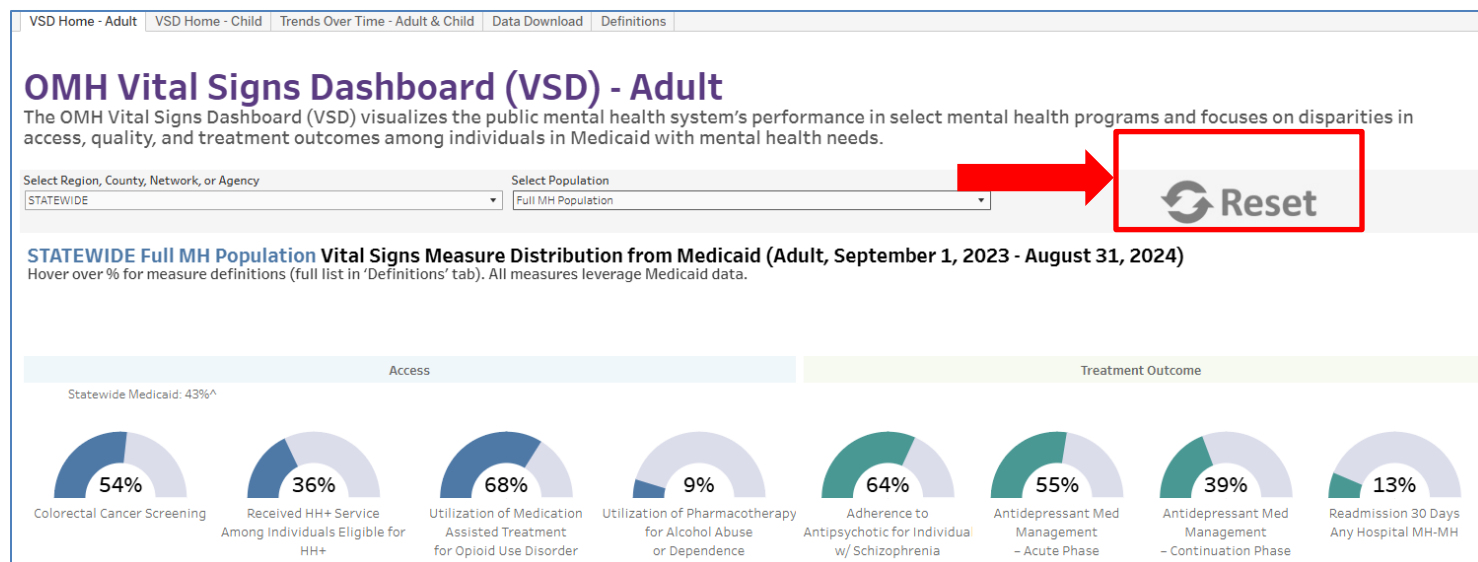 VSD Home - Adult
VSD Home - Child
Trends Over Time - Adult & Child
Data Download
Definitions
OMH Vital Signs Dashboard (VSD) - Adult
The OMH Vital Signs Dashboard (VSD) visualizes the public mental health system's performance in select mental health programs and focuses on disparities in
access, quality, and treatment outcomes among individuals in Medicaid with mental health needs.
Select Region, County, Network, or Agency
STATEWIDE
Select Population
Full MH Population
Reset
STATEWIDE Full MH Population Vital Signs Measure Distribution from Medicaid (Adult, September 1, 2023 - August 31, 2024)
Hover over % for measure definitions (full list in 'Definitions' tab). All measures leverage Medicaid data.
Access
Statewide Medicaid: 43%^
54%
Colorectal Cancer Screening
36%
Received HH+ Service
Among Individuals Eligible for
HH+
68%
Utilization of Medication
Assisted Treatment
for Opioid Use Disorder
9%
Utilization of Pharmacotherapy
for Alcohol Abuse
or Dependence
Treatment Outcome
64%
Adherence to
Antipsychotic for Individua
w/ Schizophrenia
55%
Antidepressant Med
Management
– Acute Phase
39%
Antidepressant Med
Management
– Continuation Phase
13%
Readmission 30 Days
Any Hospital MH-MH